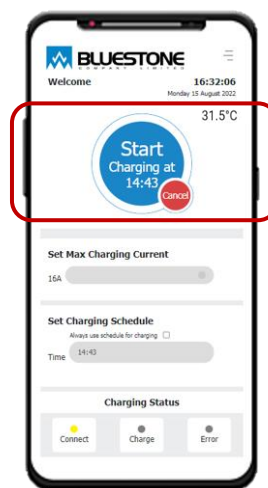 BLUESTONE
COMPANY LIMITED
Welcome
16:32:06
Monday 15 August 2022
31.5°C
Start
Charging at
14:43
Cancel
Set Max Charging Current
16A
Set Charging Schedule
Always use schedule for charging
Time 14:43
Charging Status
Connect Charge Error